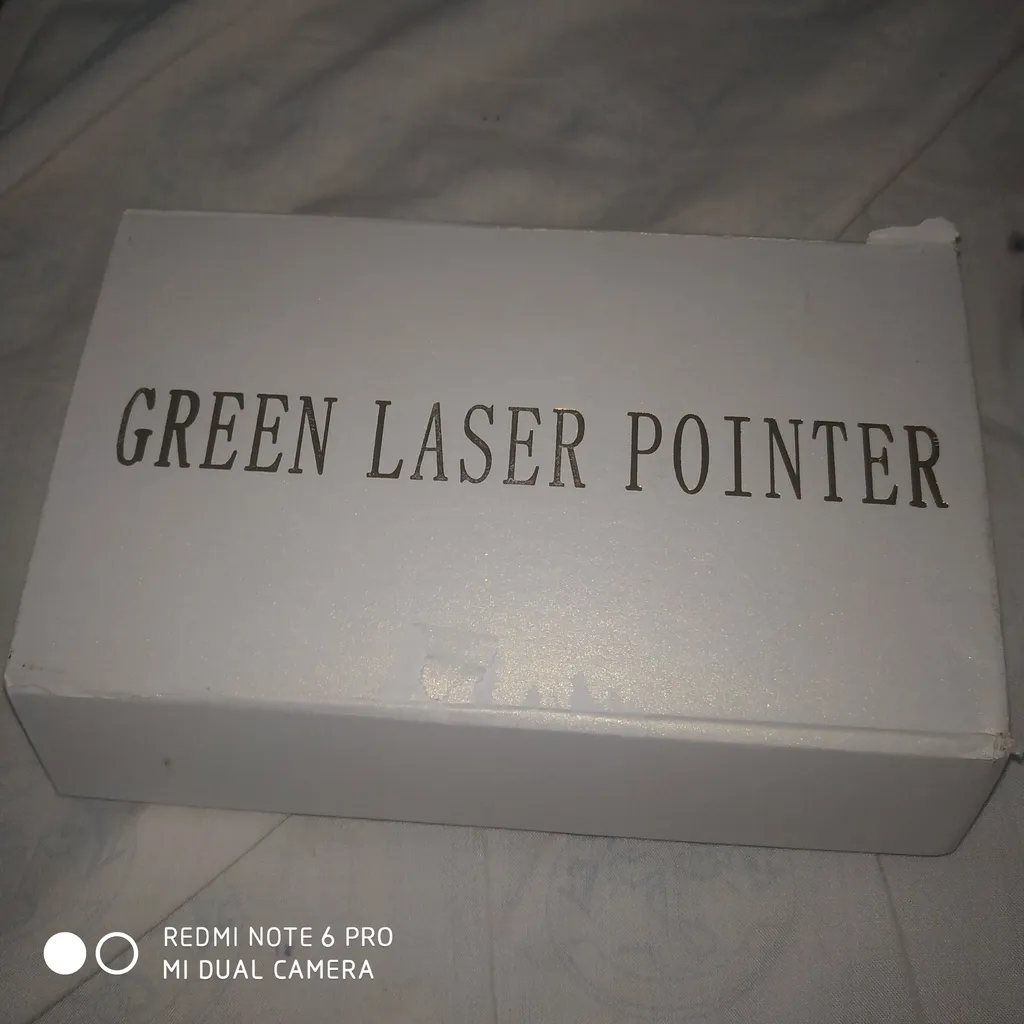 GREEN LASER POINTER
REDMI NOTE 6 PRO
MI DUAL CAMERA